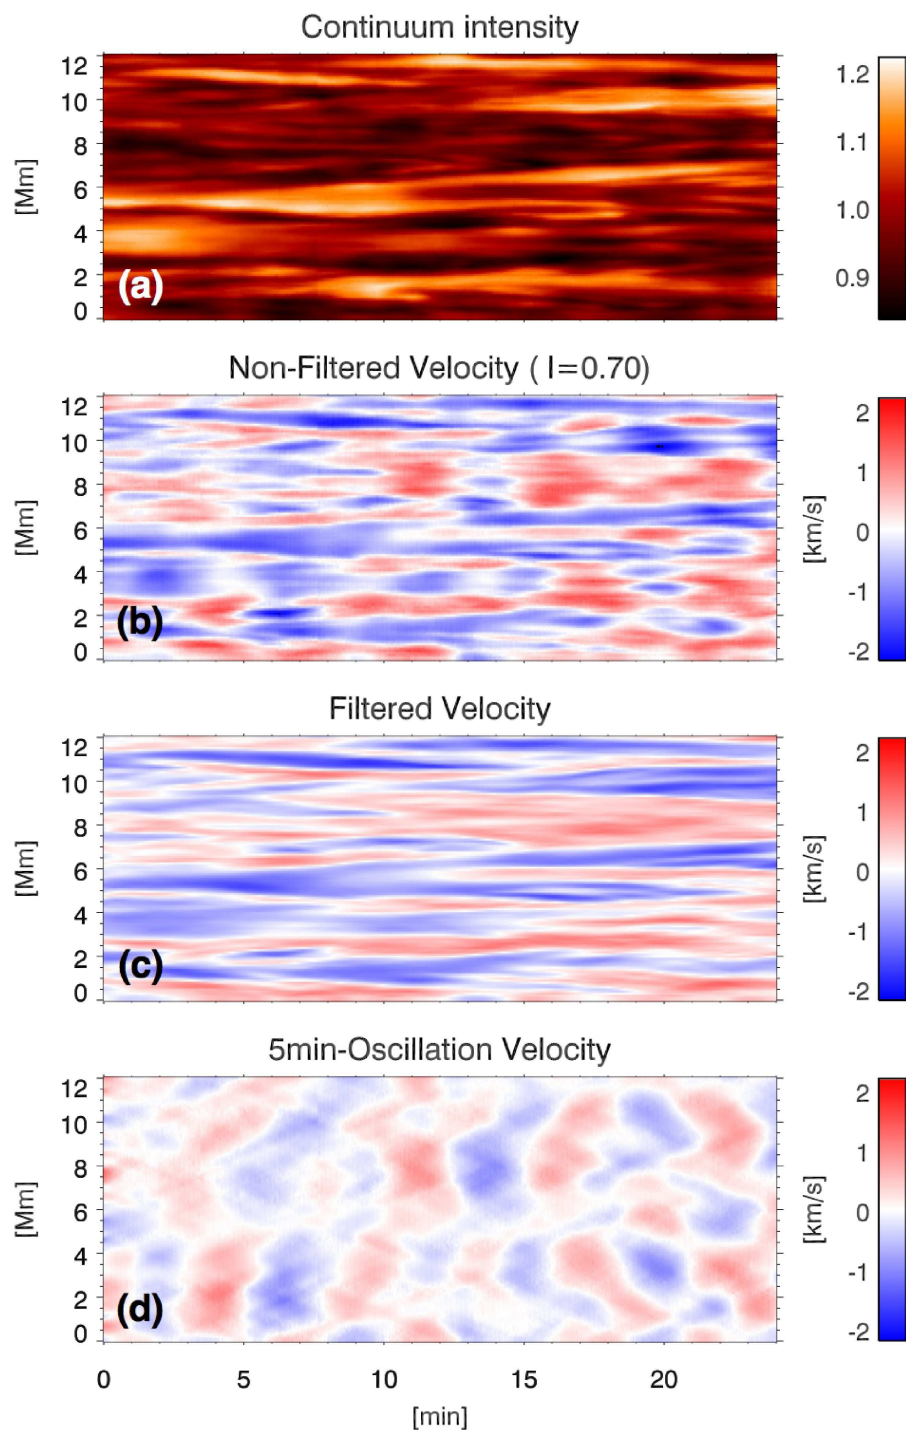 Continuum intensity
12
10
8
6
4
2
0
[Mm]
(a)
1.2
1.1
1.0
0.9
Non-Filtered Velocity ( I=0.70)
12
10
8
6
4
2
0
[Mm]
(b)
2
1
0
-1
-2
[km/s]
Filtered Velocity
12
10
8
6
4
2
0
[Mm]
(c)
2
1
0
-1
-2
[km/s]
5min-Oscillation Velocity
12
10
8
6
4
2
0
[Mm]
(d)
2
1
0
-1
-2
[km/s]
0 5 10 15 20
[min]